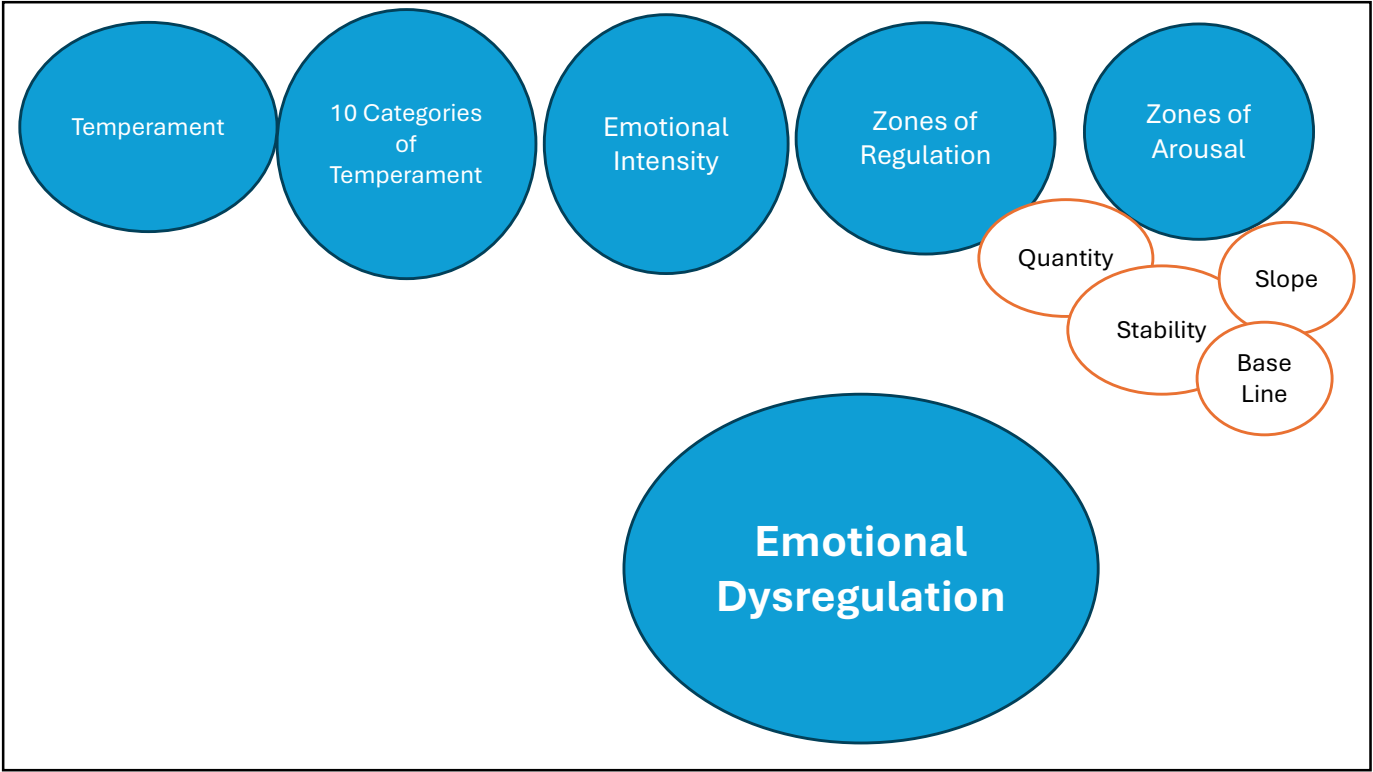 Temperament
10 Categories
of
Temperament
Emotional
Intensity
Zones of
Regulation
Zones of
Arousal
Quantity
Slope
Stability
Base
Line
Emotional
Dysregulation